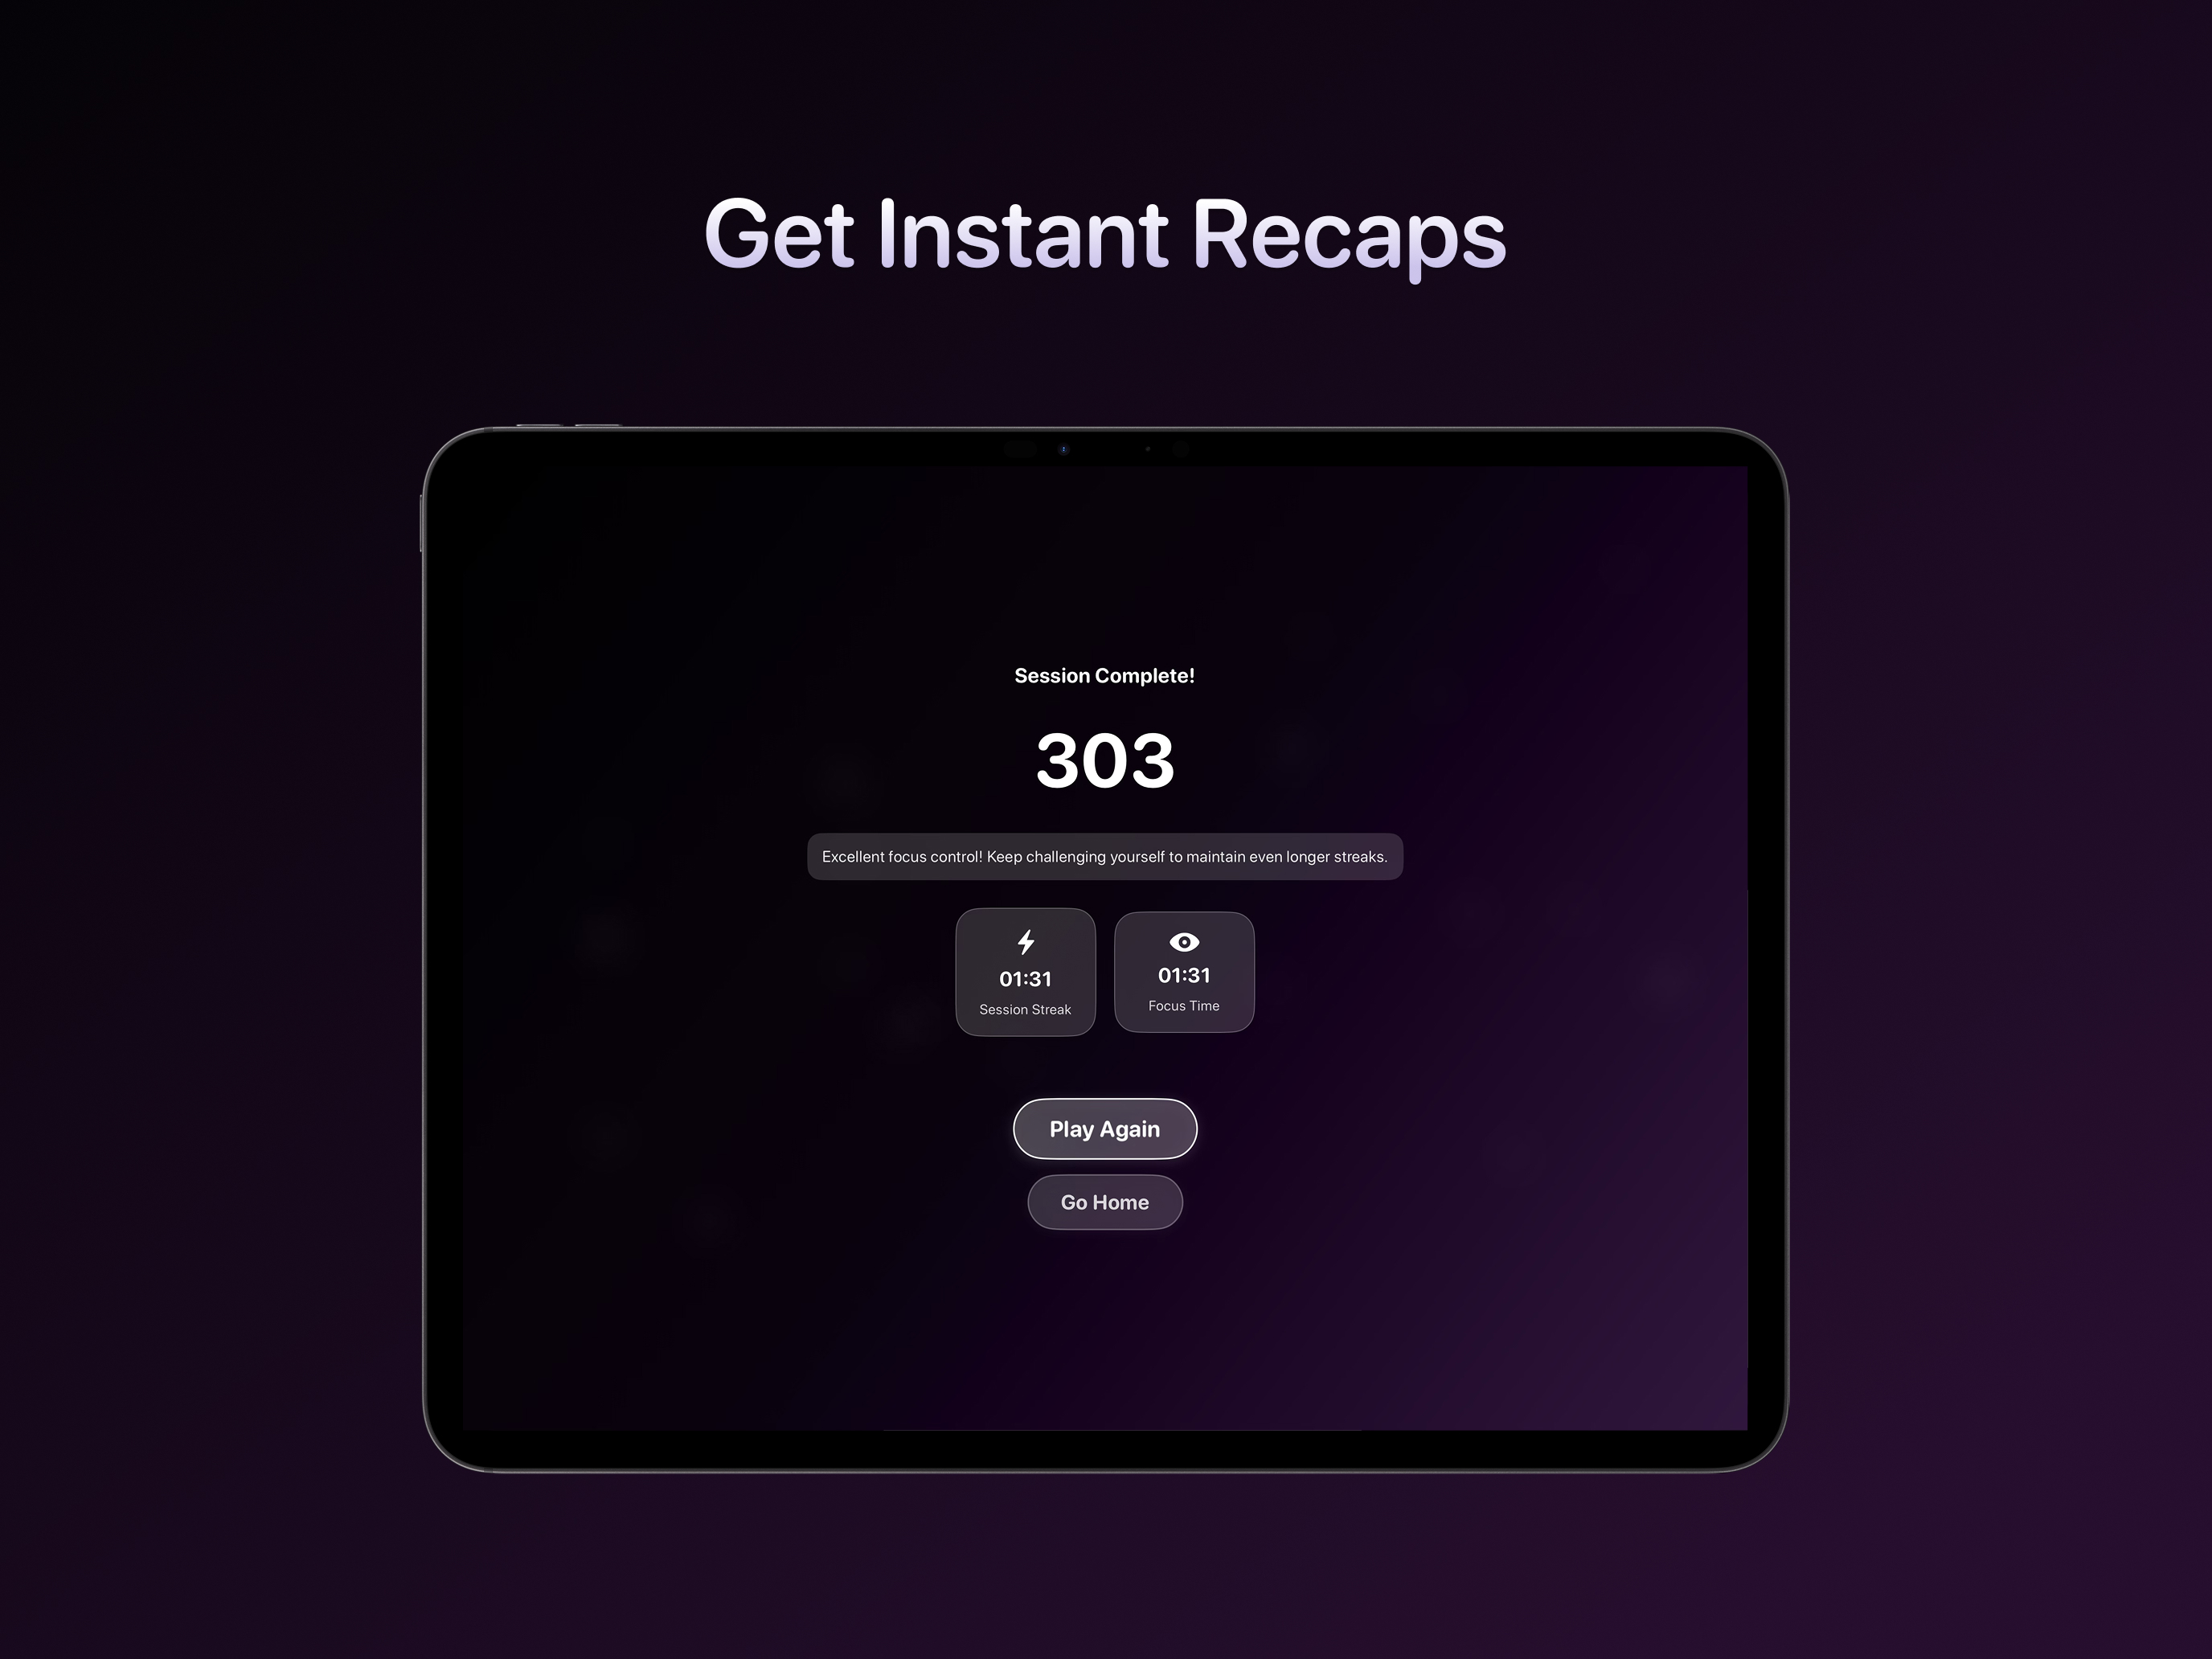 Get Instant Recaps
Session Complete!
303
Excellent focus control! Keep challenging yourself to maintain even longer streaks.
01:31
Session Streak
01:31
Focus Time
Play Again
Go Home